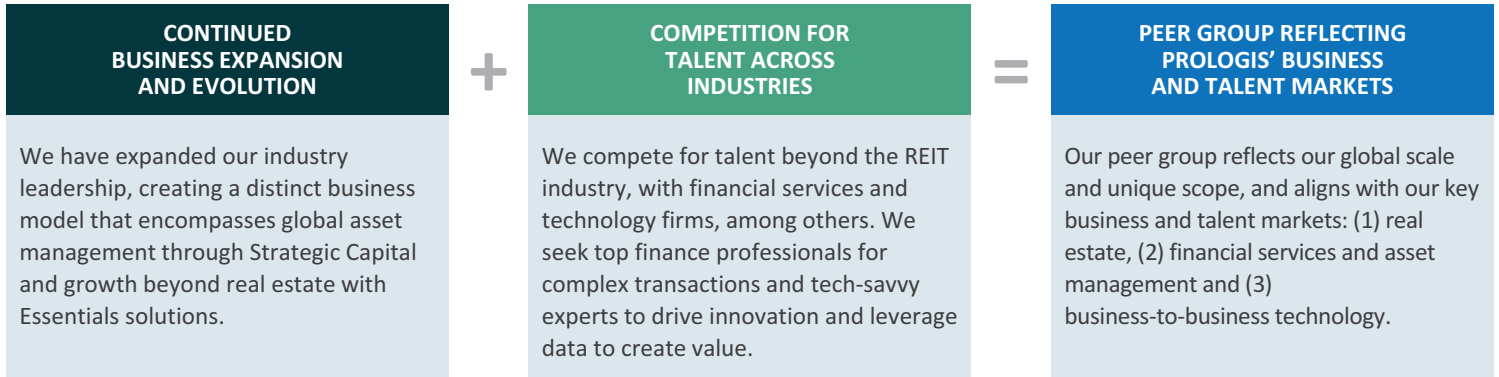 CONTINUED
BUSINESS EXPANSION
AND EVOLUTION
We have expanded our industry
leadership, creating a distinct business
model that encompasses global asset
management through Strategic Capital
and growth beyond real estate with
Essentials solutions.
+
COMPETITION FOR
TALENT ACROSS
INDUSTRIES
We compete for talent beyond the REIT
industry, with financial services and
technology firms, among others. We
seek top finance professionals for
complex transactions and tech-savvy
experts to drive innovation and leverage
data to create value.
=
PEER GROUP REFLECTING
PROLOGIS’ BUSINESS
AND TALENT MARKETS
Our peer group reflects our global scale
and unique scope, and aligns with our key
business and talent markets: (1) real
estate, (2) financial services and asset
management and (3)
business-to-business technology.